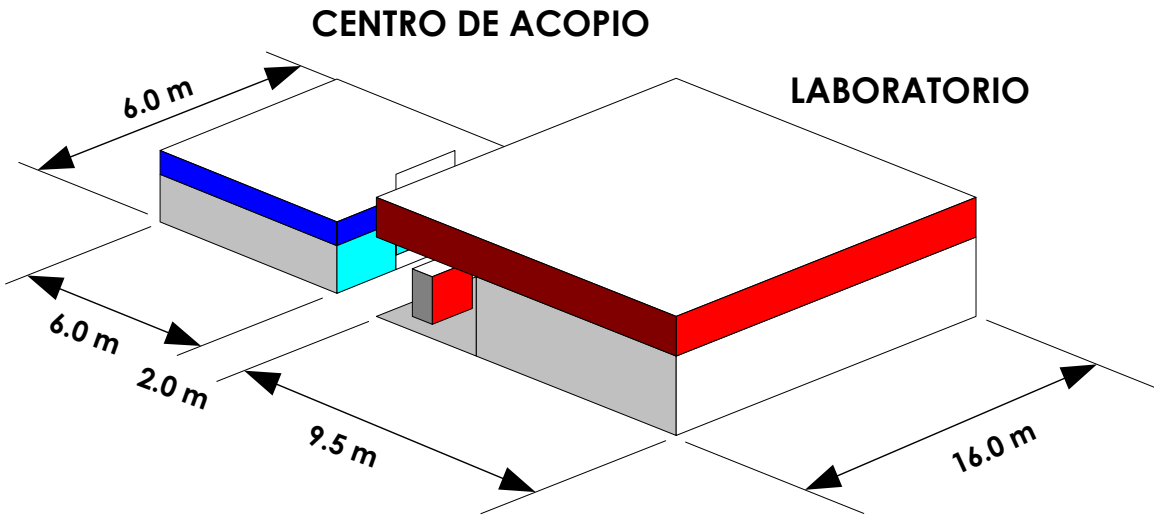 CENTRO DE ACOPIO
LABORATORIO
6.0 m
6.0 m
2.0 m
9.5 m
16.0 m